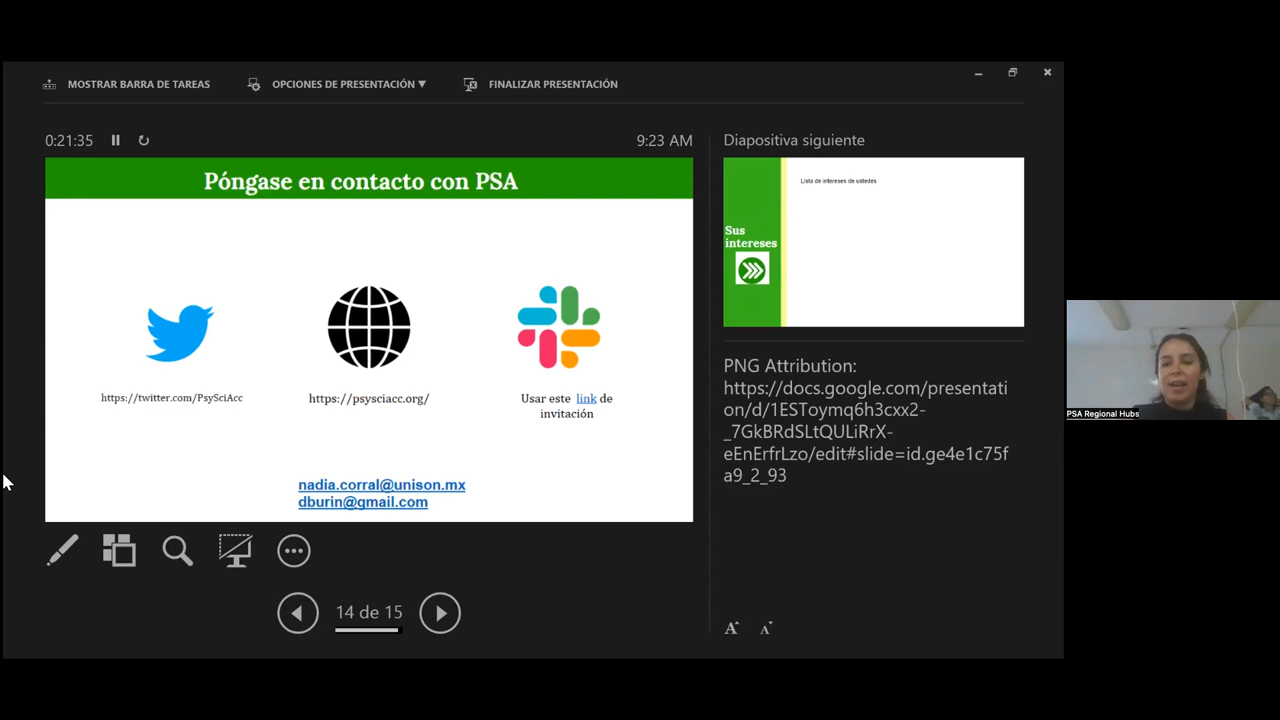 MOSTRAR BARRA DE TAREAS
OPCIONES DE PRESENTACIÓN
FINALIZAR PRESENTACIÓN
0:21:35
9:23 AM
Póngase en contacto con PSA
https://twitter.com/PsySciAcc
https://psysciacc.org/
Usar este link de
invitación
nadia.corral@unison.mx
dburin@gmail.com
14 de 15
Diapositiva siguiente
Lista de intereses de ustedes
Sus
intereses
PNG Attribution:
https://docs.google.com/presentati
on/d/1ESToymq6h3cxx2-
_7GkBRdSLtQULiRrX-
eEnErfrLzo/edit#slide=id.ge4e1c75f
a9_2_93
A
A
PSA Regional Hubs